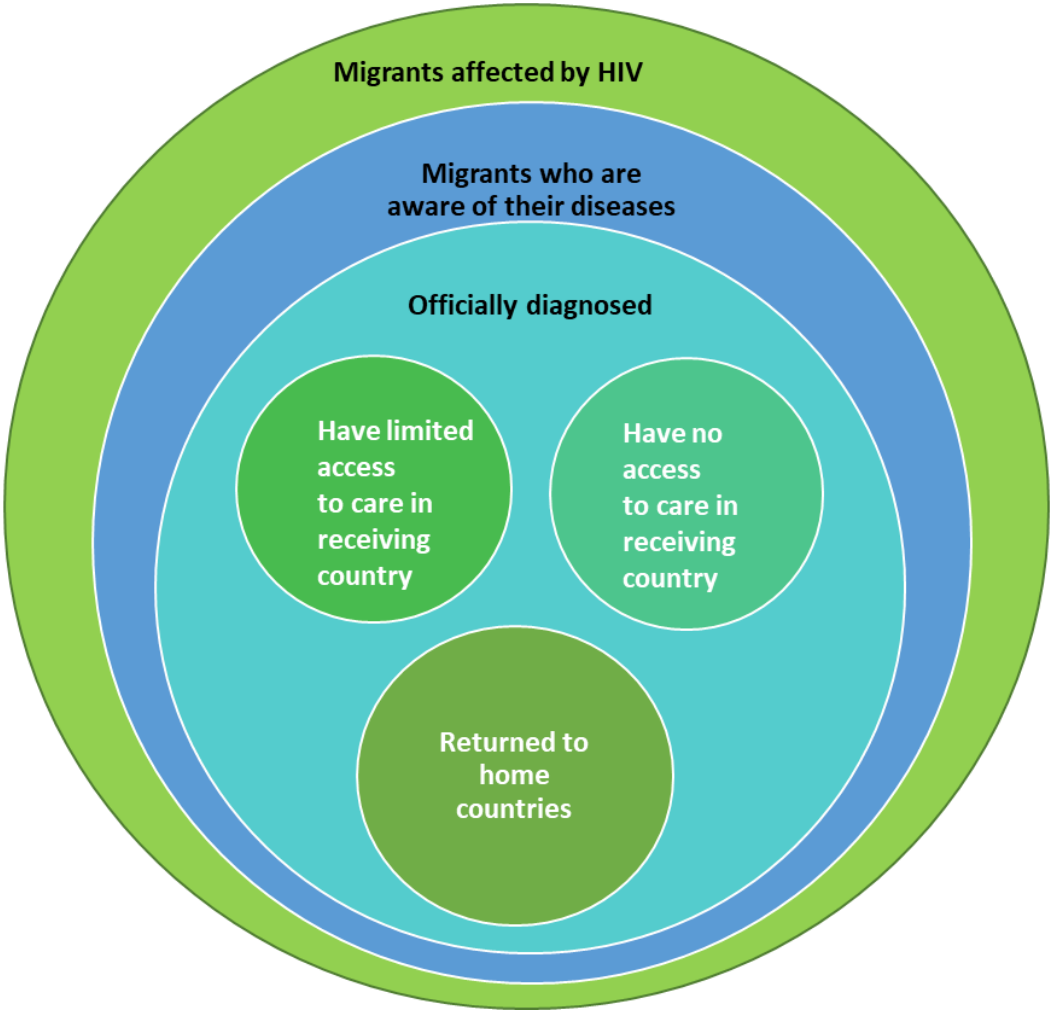 Migrants affected by HIV
Migrants who are
aware of their diseases
Officially diagnosed
Have limited
access
to care in
receiving
country
Have no
access
to care in
receiving
country
Returned to
home
countries